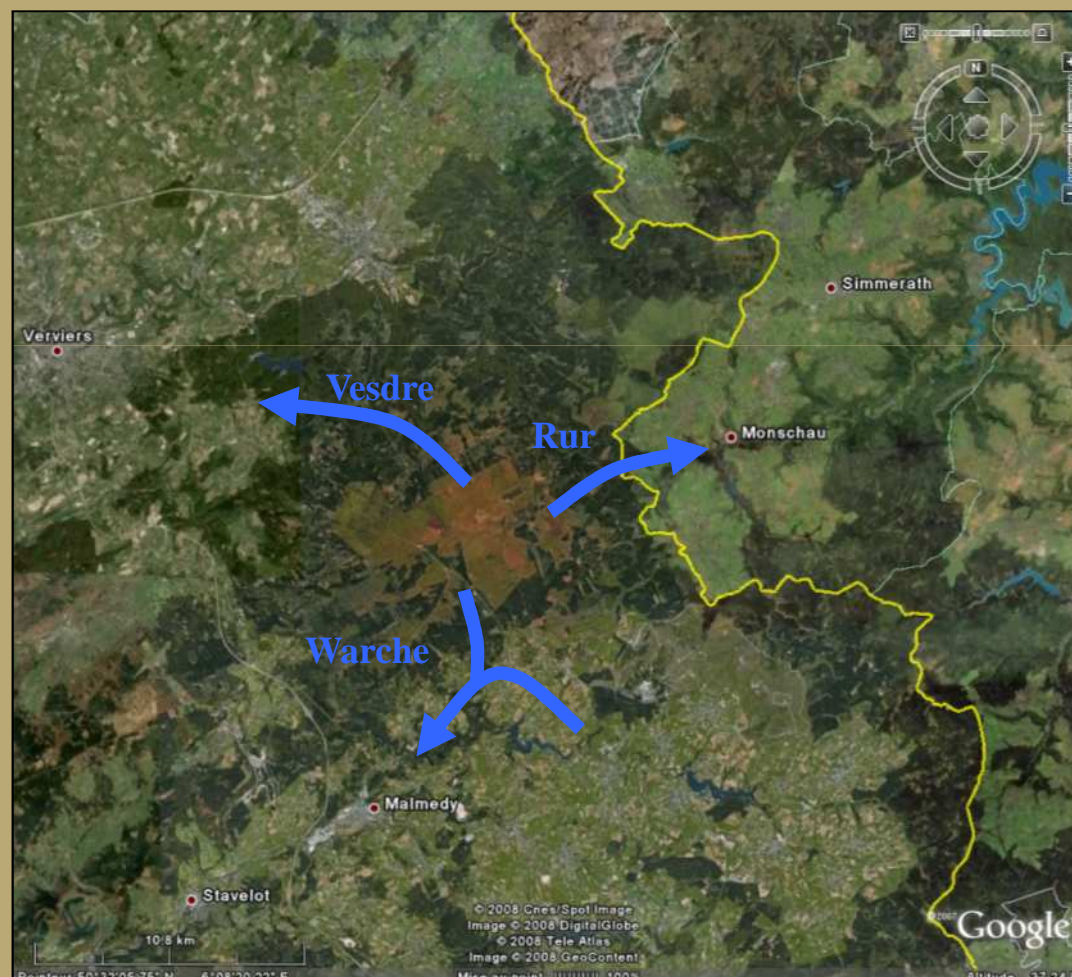 N
Simmerath
Verviers
Vesdre
Rur
Monschau
Warche
Malmedy
Stavelot
© 2008 Cnes/Spot Image
Image © 2008 DigitalGlobe
© 2008 Tele Atlas
Image © 2008 GeoContent
Google
10.8 km